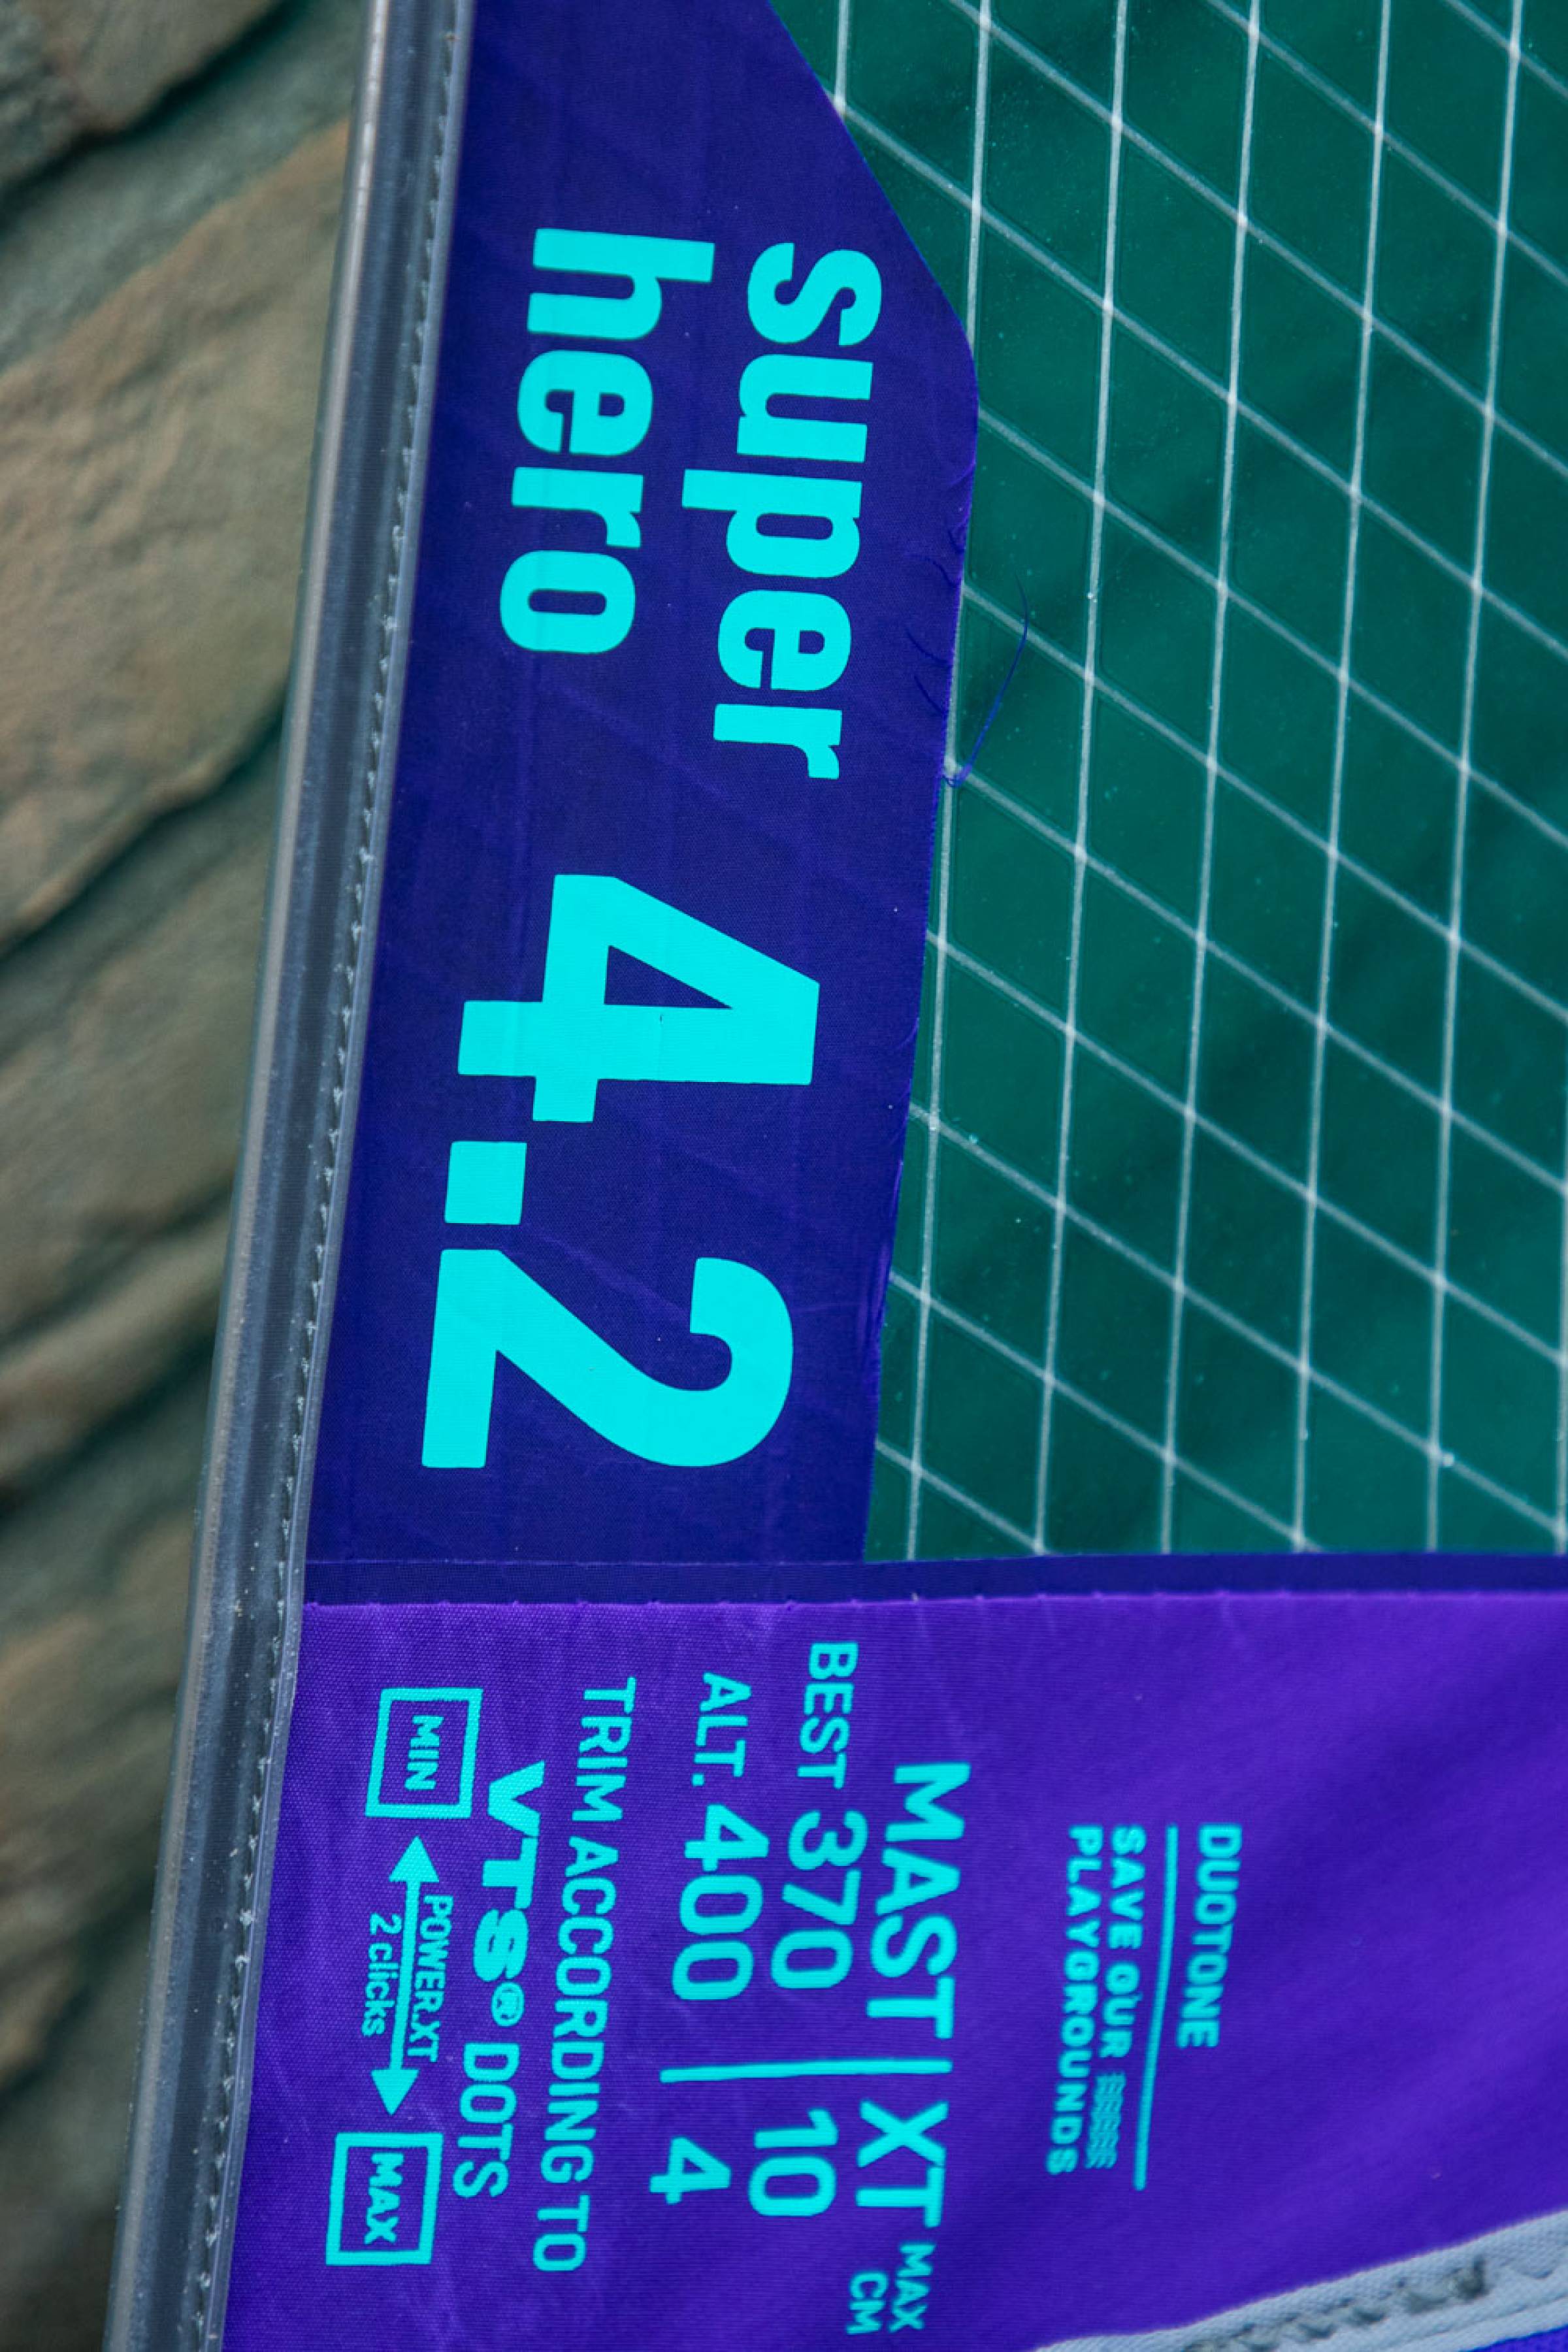 super
hero
4.2
DUOTONE
SAVE OUR
PLAYGROUNDS
MAST | XT MAX CM
BEST 370 | 10
ALT. 400 | 4
TRIM ACCORDING TO
VTS® DOTS
MIN POWER.XT MAX
2 clicks